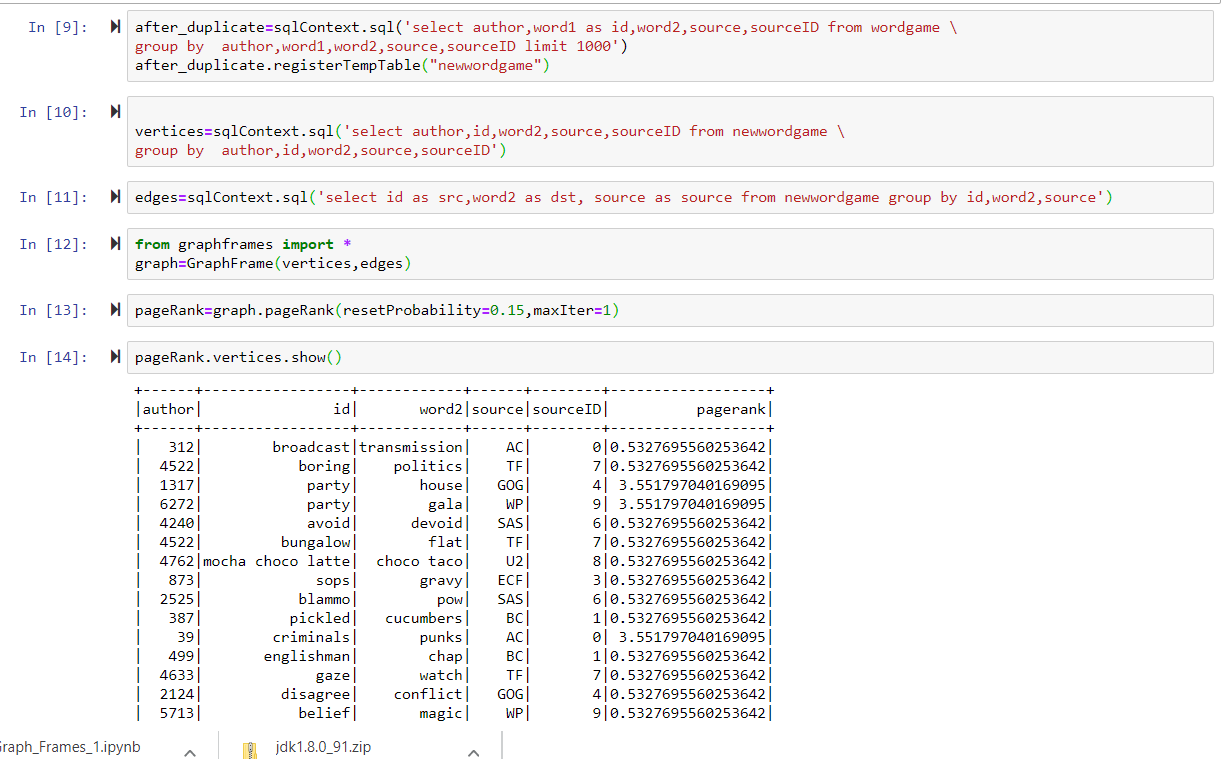 In [9]: after_duplicate=sqlContext.sql('select author,word1 as id,word2,source,sourceID from wordgame \
group by  author,word1,word2,source,sourceID limit 1000')
after_duplicate.registerTempTable("newwordgame")
In [10]:
vertices=sqlContext.sql('select author,id,word2,source,sourceID from newwordgame \
group by  author,id,word2,source,sourceID')
In [11]: edges=sqlContext.sql('select id as src,word2 as dst, source as source from newwordgame group by id,word2,source')
In [12]: from graphframes import *
graph=GraphFrame(vertices,edges)
In [13]: pageRank=graph.pageRank(resetProbability=0.15,maxIter=1)
In [14]: pageRank.vertices.show()
+------+-----------------+------------+------+--------+------------------+
|author|               id|       word2|source|sourceID|          pagerank|
+------+-----------------+------------+------+--------+------------------+
|   312|        broadcast|transmission|    AC|       0|0.5327695560253642|
|  4522|           boring|    politics|    TF|       7|0.5327695560253642|
|  1317|            party|       house|   GOG|       4| 3.551797040169095|
|  6272|            party|        gala|    WP|       9| 3.551797040169095|
|  4240|            avoid|      devoid|   SAS|       6|0.5327695560253642|
|  4522|         bungalow|        flat|    TF|       7|0.5327695560253642|
|  4762|mocha choco latte|  choco taco|    U2|       8|0.5327695560253642|
|   873|             sops|       gravy|   ECF|       3|0.5327695560253642|
|  2525|           blammo|         pow|   SAS|       6|0.5327695560253642|
|   387|          pickled|   cucumbers|    BC|       1|0.5327695560253642|
|    39|        criminals|       punks|    AC|       0| 3.551797040169095|
|   499|       englishman|        chap|    BC|       1|0.5327695560253642|
|  4633|             gaze|       watch|    TF|       7|0.5327695560253642|
|  2124|         disagree|    conflict|   GOG|       4|0.5327695560253642|
|  5713|           belief|       magic|    WP|       9|0.5327695560253642|
Graph_Frames_1.ipynb jdk1.8.0_91.zip